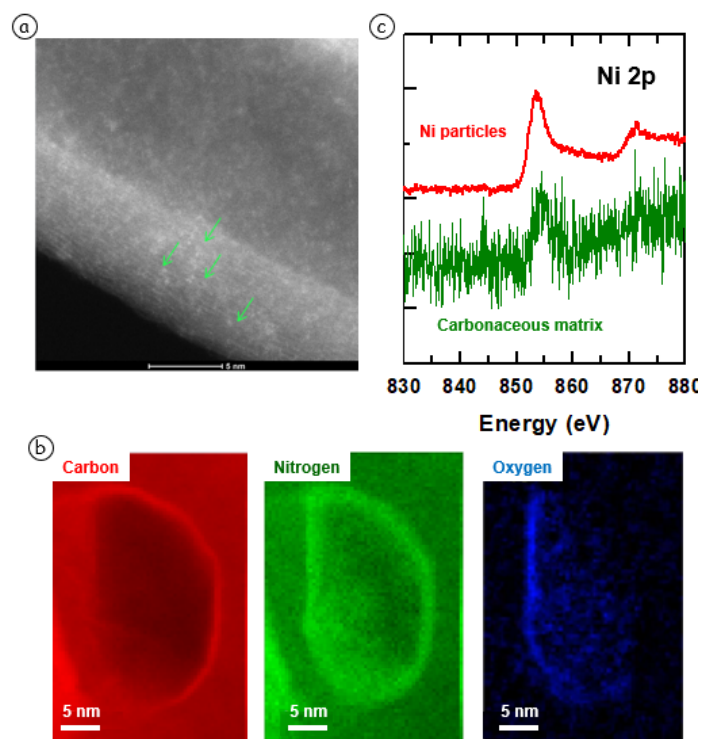 a
5 nm
c
Ni 2p
Ni particles
Carbonaceous matrix
830 840 850 860 870 880
Energy (eV)
b
Carbon
Nitrogen
Oxygen
5 nm
5 nm
5 nm